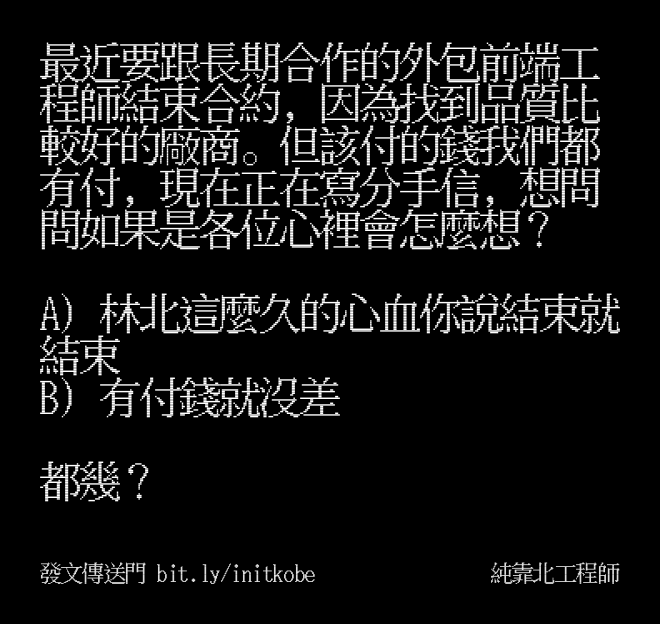 最近要跟長期合作的外包前端工
程師結束合約，因為找到品質比
較好的廠商。但該付的錢我們都
有付，現在正在寫分手信，想問
問如果是各位心裡會怎麼想？
A) 林北這麼久的心血你說結束就
結束
B) 有付錢就沒差
都幾？
發文傳送門 bit.ly/initkobe
純靠北工程師